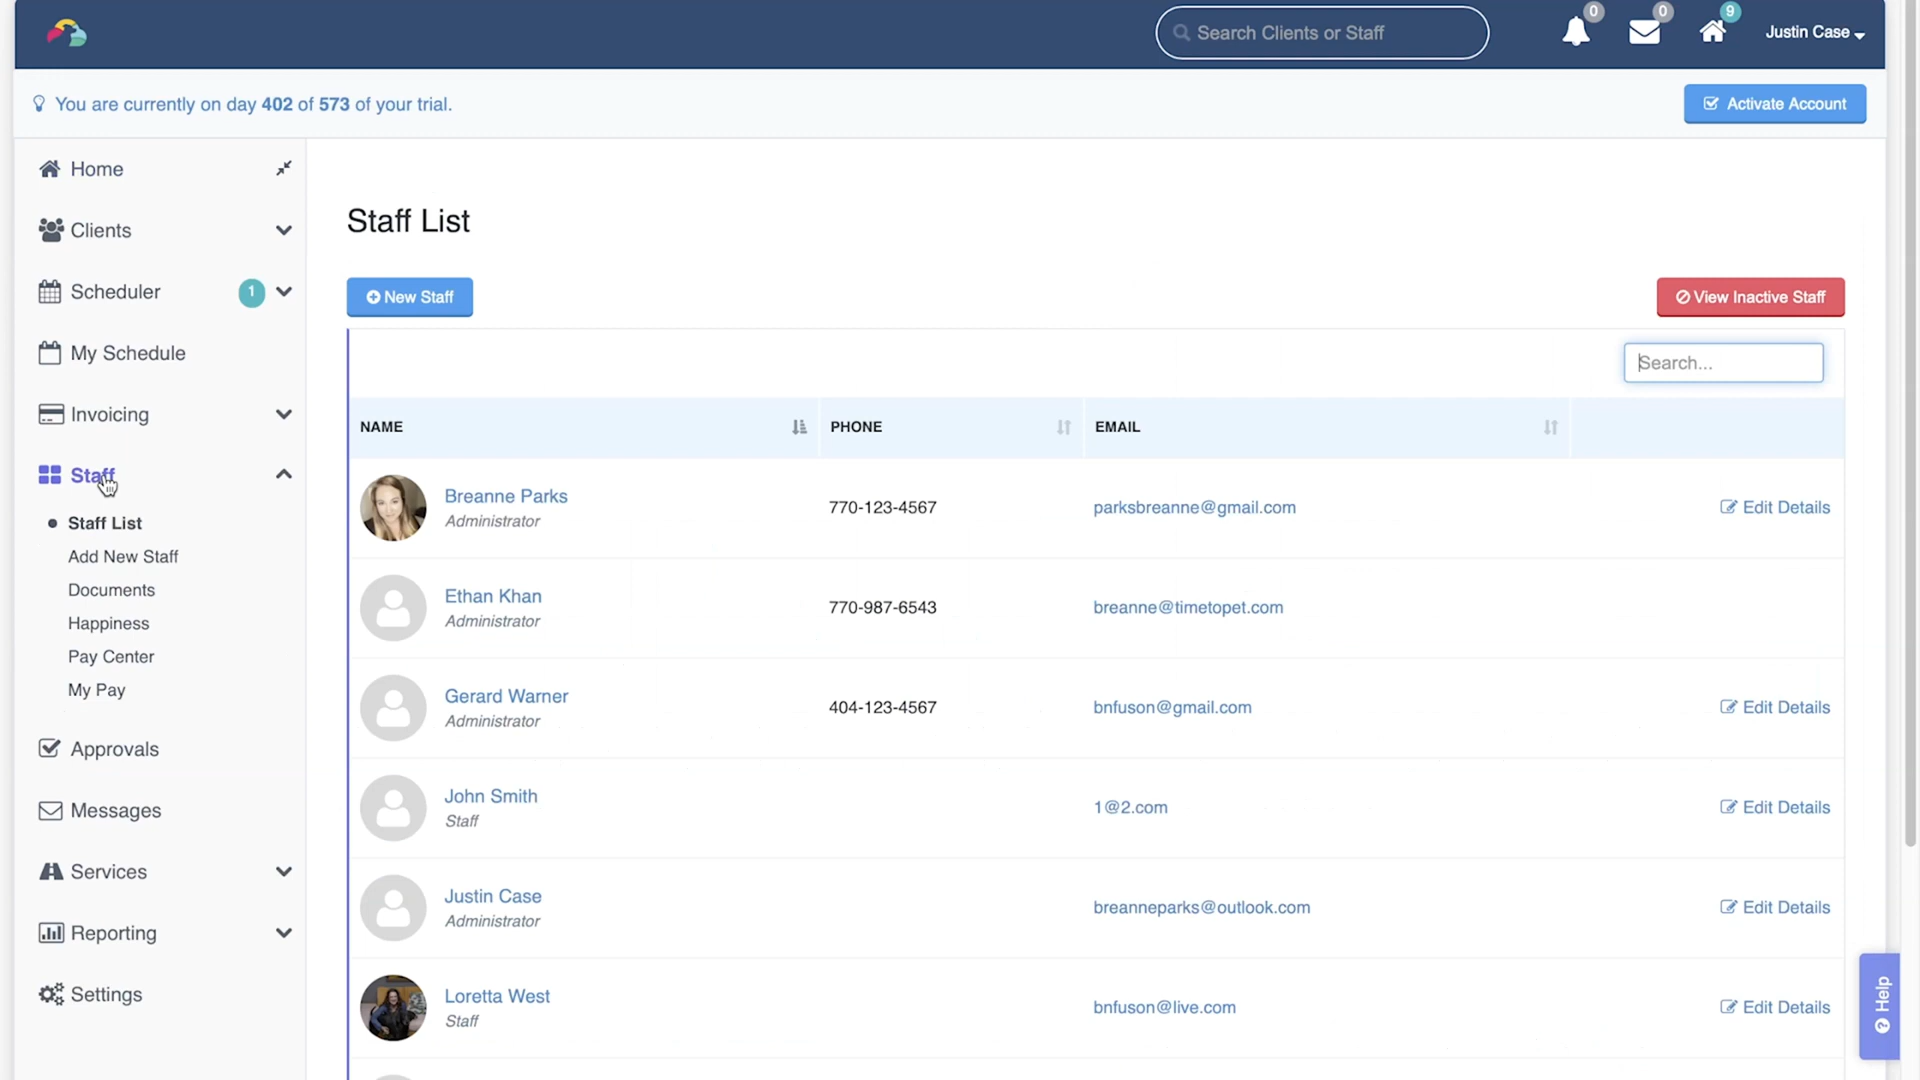 Search Clients or Staff
0
0
9
Justin Case
You are currently on day 402 of 573 of your trial.
Activate Account
Home
Clients
Scheduler
1
My Schedule
Invoicing
Staff
Staff List
Add New Staff
Documents
Happiness
Pay Center
My Pay
Approvals
Messages
Services
Reporting
Settings
Staff List
New Staff
View Inactive Staff
Search...
NAME PHONE EMAIL
Breanne Parks
Administrator
770-123-4567
parksbreanne@gmail.com
Edit Details
Ethan Khan
Administrator
770-987-6543
breanne@timetopet.com
Gerard Warner
Administrator
404-123-4567
bnfuson@gmail.com
Edit Details
John Smith
Staff
1@2.com
Edit Details
Justin Case
Administrator
breanneparks@outlook.com
Edit Details
Loretta West
Staff
bnfuson@live.com
Edit Details
Help